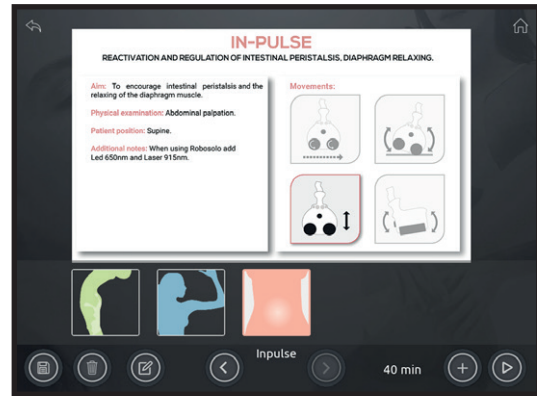 IN-PULSE
REACTIVATION AND REGULATION OF INTESTINAL PERISTALSIS, DIAPHRAGM RELAXING.
Aim: To encourage intestinal peristalsis and the
relaxing of the diaphragm muscle.
Physical examination: Abdominal palpation.
Patient position: Supine.
Additional notes: When using Robosolo add
Led 650nm and Laser 915nm.
Movements:
Inpulse
40 min